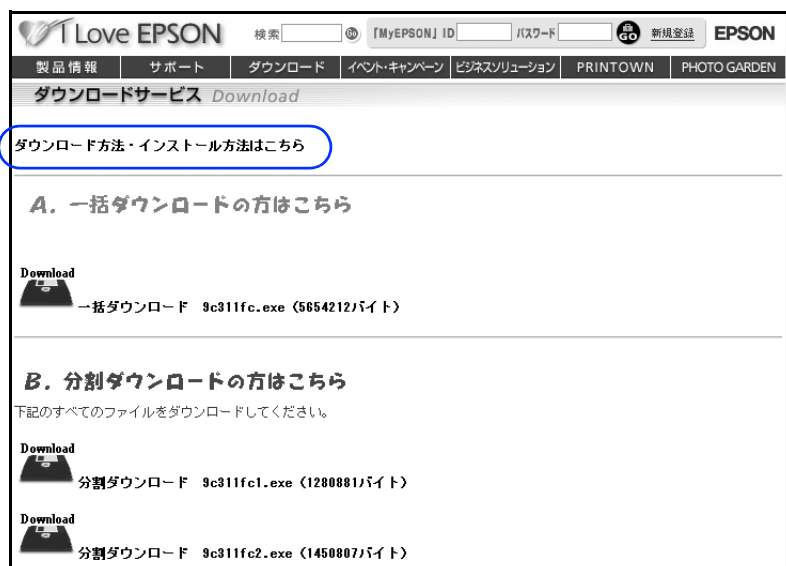 I Love EPSON 検索 GO 「MyEPSON」ID パスワード GO 新規登録 EPSON
製品情報 サポート ダウンロード イベント・キャンペーン ビジネスソリューション PRINTOWN PHOTO GARDEN
ダウンロードサービス Download
ダウンロード方法・インストール方法はこちら
A. 一括ダウンロードの方はこちら
Download
一括ダウンロード 9c311fc.exe（5654212バイト）
B. 分割ダウンロードの方はこちら
下記のすべてのファイルをダウンロードしてください。
Download
分割ダウンロード 9c311fc1.exe（1280881バイト）
Download
分割ダウンロード 9c311fc2.exe（1450807バイト）